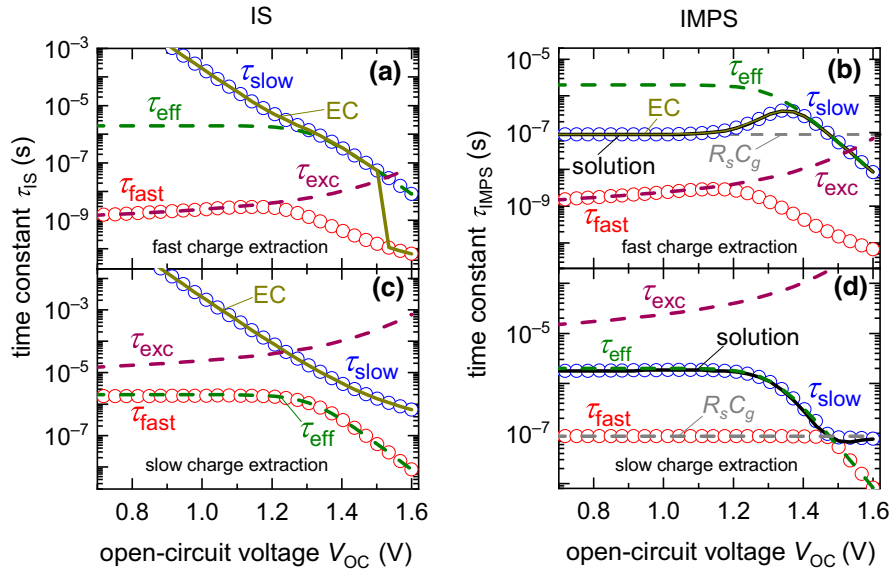 IS
IMPS
time constant τIS (s)
10⁻³
10⁻⁵
10⁻⁷
10⁻⁹
(a)
τslow
EC
τeff
τexc
τfast
fast charge extraction
10⁻³
10⁻⁵
10⁻⁷
(c)
EC
τexc
τslow
τfast
τeff
slow charge extraction
0.8 1.0 1.2 1.4 1.6
open-circuit voltage VOC (V)
time constant τIMPS (s)
10⁻⁵
10⁻⁷
10⁻⁹
(b)
τeff
τslow
EC
RsCg
solution
τexc
τfast
fast charge extraction
10⁻⁵
10⁻⁷
(d)
τexc
solution
τeff
τslow
τfast
RsCg
slow charge extraction
0.8 1.0 1.2 1.4 1.6
open-circuit voltage VOC (V)